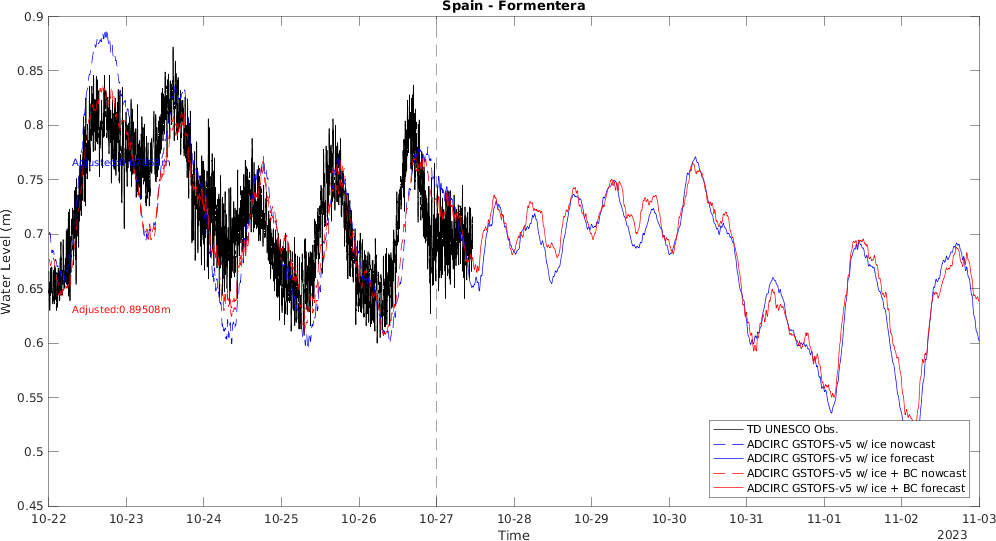 Spain - Formentera
0.9
0.85
0.8
0.75
0.7
0.65
0.6
0.55
0.5
0.45
Water Level (m)
Adjusted:0.89508m
TD UNESCO Obs.
ADCIRC GSTOFS-v5 w/ ice nowcast
ADCIRC GSTOFS-v5 w/ ice forecast
ADCIRC GSTOFS-v5 w/ ice + BC nowcast
ADCIRC GSTOFS-v5 w/ ice + BC forecast
10-22 10-23 10-24 10-25 10-26 10-27 10-28 10-29 10-30 10-31 11-01 11-02 11-03
Time
2023